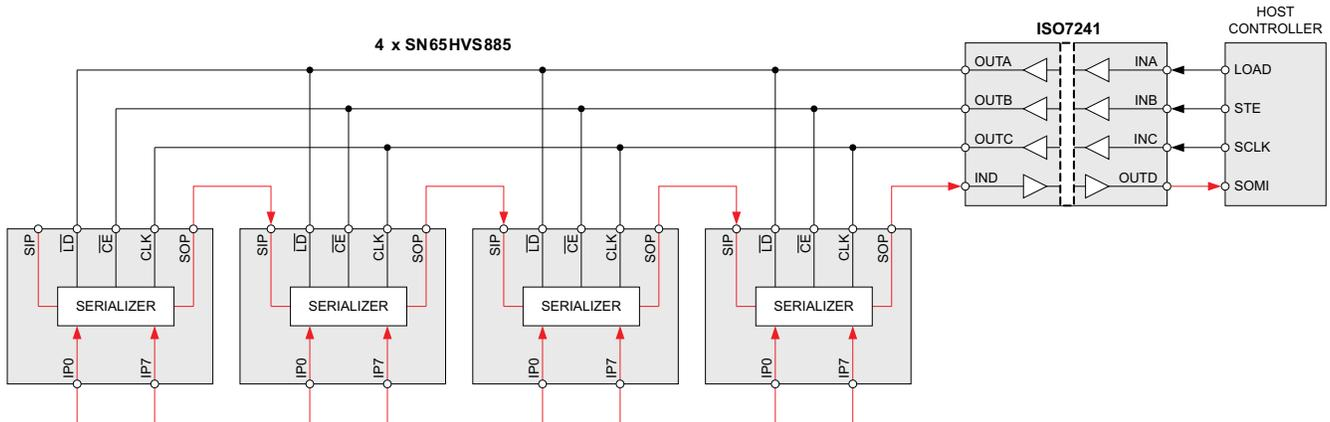 HOST
CONTROLLER
ISO7241
4 x SN65HVS885
OUTA INA LOAD
OUTB INB STE
OUTC INC SCLK
IND OUTD SOMI
SIP LD CE CLK SOP SIP LD CE CLK SOP SIP LD CE CLK SOP SIP LD CE CLK SOP
SERIALIZER SERIALIZER SERIALIZER SERIALIZER
IP0 IP7 IP0 IP7 IP0 IP7 IP0 IP7